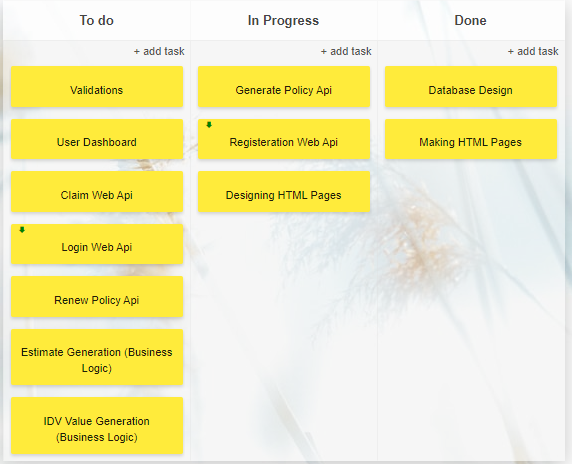 To do
+ add task
Validations
User Dashboard
Claim Web Api
Login Web Api
Renew Policy Api
Estimate Generation (Business
Logic)
IDV Value Generation
(Business Logic)
In Progress
+ add task
Generate Policy Api
Registeration Web Api
Designing HTML Pages
Done
+ add task
Database Design
Making HTML Pages